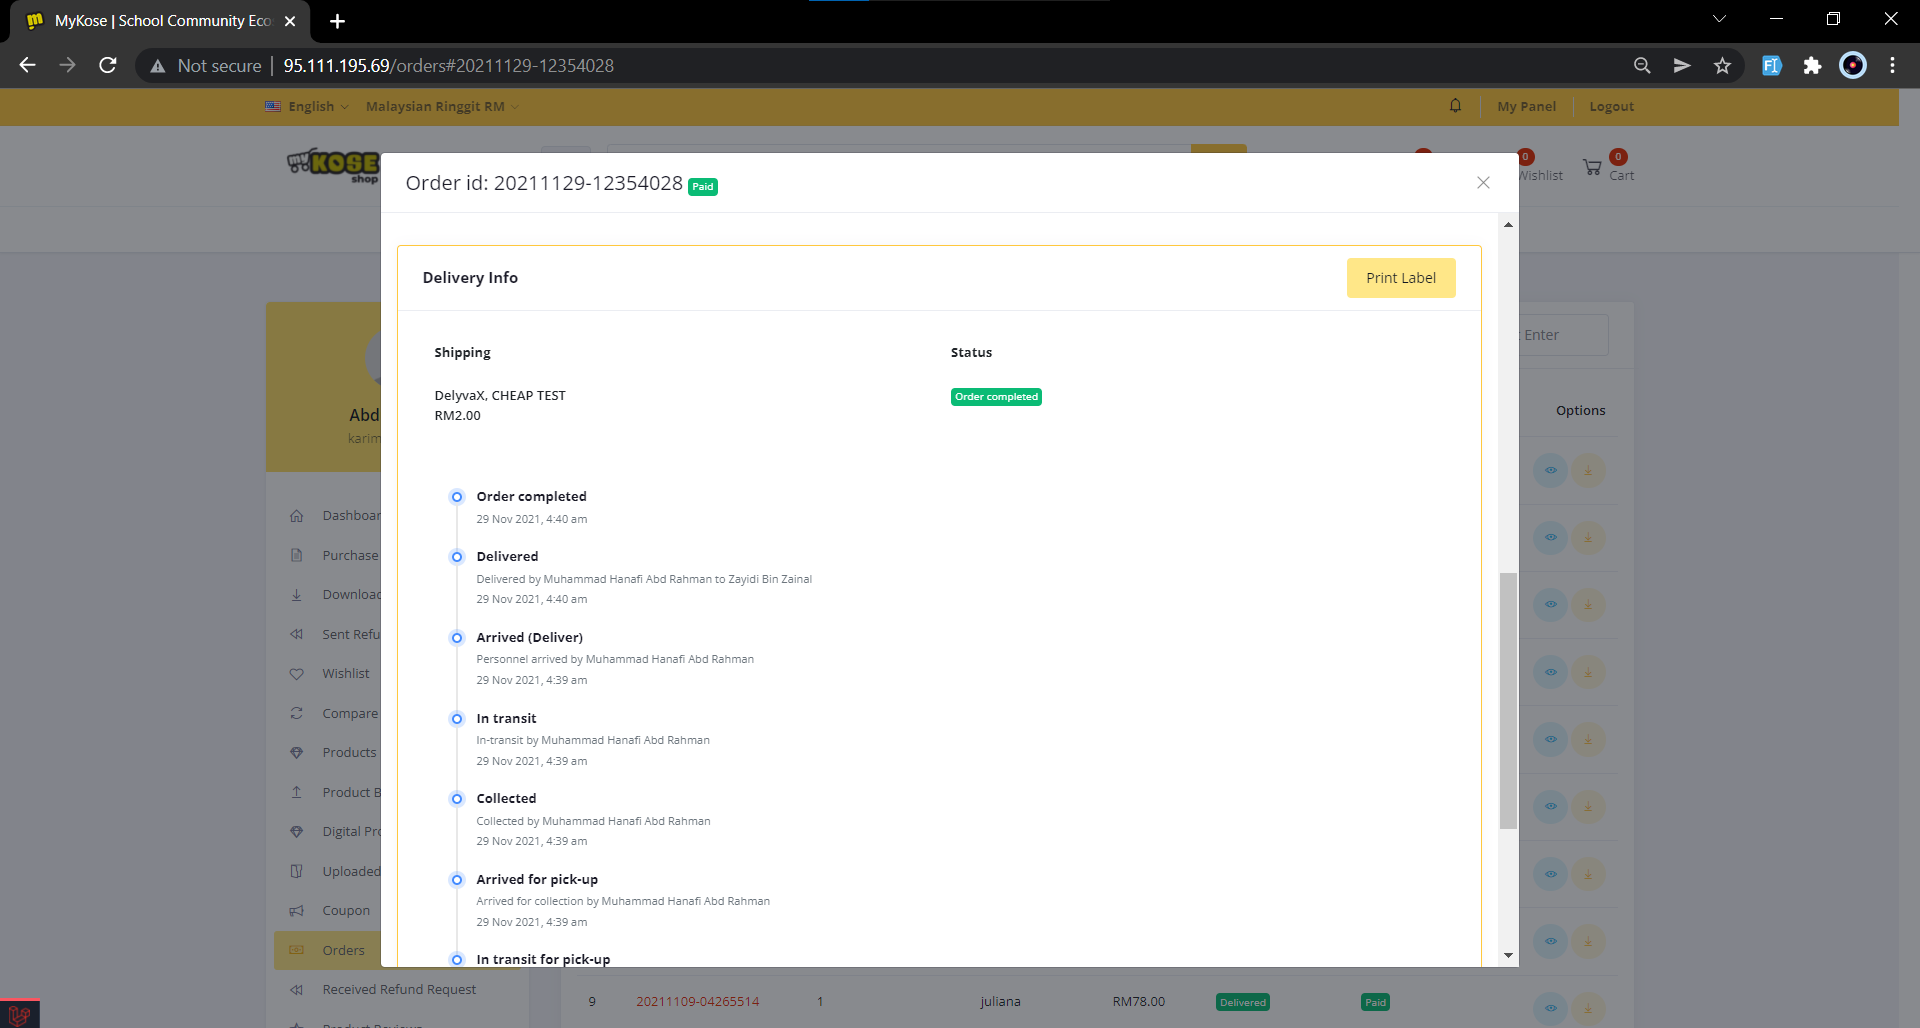 MyKose | School Community Eco
Not secure
95.111.195.69/orders#20211129-12354028
English
Malaysian Ringgit RM
My Panel
Logout
my KOSE
shop
0
Wishlist
0
Cart
Order id: 20211129-12354028 Paid
Delivery Info
Print Label
Shipping
Status
DelyvaX, CHEAP TEST
RM2.00
Order completed
Order completed
29 Nov 2021, 4:40 am
Delivered
Delivered by Muhammad Hanafi Abd Rahman to Zayidi Bin Zainal
29 Nov 2021, 4:40 am
Arrived (Deliver)
Personnel arrived by Muhammad Hanafi Abd Rahman
29 Nov 2021, 4:39 am
In transit
In-transit by Muhammad Hanafi Abd Rahman
29 Nov 2021, 4:39 am
Collected
Collected by Muhammad Hanafi Abd Rahman
29 Nov 2021, 4:39 am
Arrived for pick-up
Arrived for collection by Muhammad Hanafi Abd Rahman
29 Nov 2021, 4:39 am
In transit for pick-up
Enter
Options
Abd
karim
Dashboar
Purchase
Downloac
Sent Refu
Wishlist
Compare
Products
Product B
Digital Pro
Uploaded
Coupon
Orders
Received Refund Request
9 20211109-04265514 1 juliana RM78.00 Delivered Paid